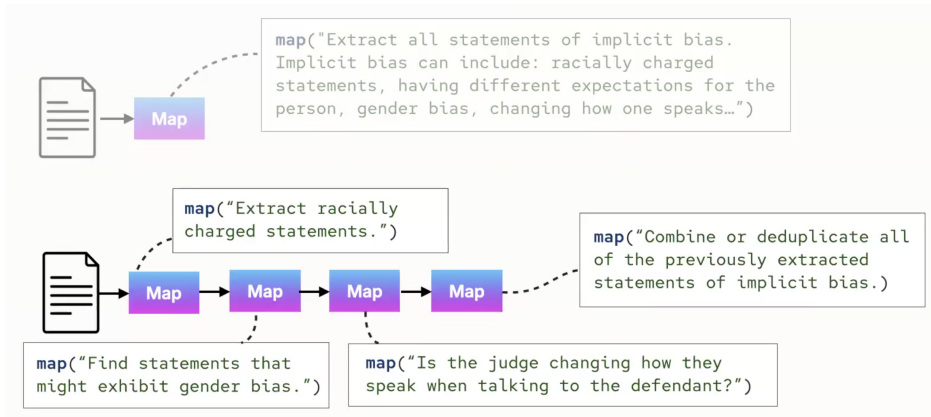 map("Extract all statements of implicit bias.
Implicit bias can include: racially charged
statements, having different expectations for the
person, gender bias, changing how one speaks…”)
Map
map(“Extract racially
charged statements.”)
map(“Combine or deduplicate all
of the previously extracted
statements of implicit bias.)
Map
Map
Map
Map
map(“Find statements that
might exhibit gender bias.”)
map(“Is the judge changing how they
speak when talking to the defendant?”)